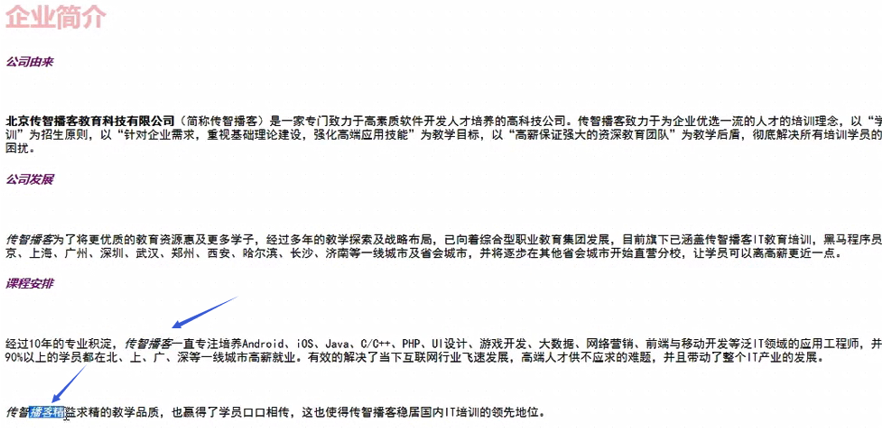 企业简介
公司由来
北京传智播客教育科技有限公司（简称传智播客）是一家专门致力于高素质软件开发人才培养的高科技公司。传智播客致力于为企业优选一流的人才的培训理念，以“学
训”为招生原则，以“针对企业需求，重视基础理论建设，强化高端应用技能”为教学目标，以“高薪保证强大的资深教育团队”为教学后盾，彻底解决所有培训学员的
困扰。
公司发展
传智播客为了将更优质的教育资源惠及更多学子，经过多年的教学探索及战略布局，已向着综合型职业教育集团发展，目前旗下已涵盖传智播客IT教育培训，黑马程序员
京、上海、广州、深圳、武汉、郑州、西安、哈尔滨、长沙、济南等一线城市及省会城市，并将逐步在其他省会城市开始直营分校，让学员可以离高薪更近一点。
课程安排
经过10年的专业积淀，传智播客一直专注培养Android、iOS、Java、C/C++、PHP、UI设计、游戏开发、大数据、网络营销、前端与移动开发等泛IT领域的应用工程师，并
90%以上的学员都在北、上、广、深等一线城市高薪就业。有效的解决了当下互联网行业飞速发展，高端人才供不应求的难题，并且带动了整个IT产业的发展。
传智播客精益求精的教学品质，也赢得了学员口口相传，这也使得传智播客稳居国内IT培训的领先地位。